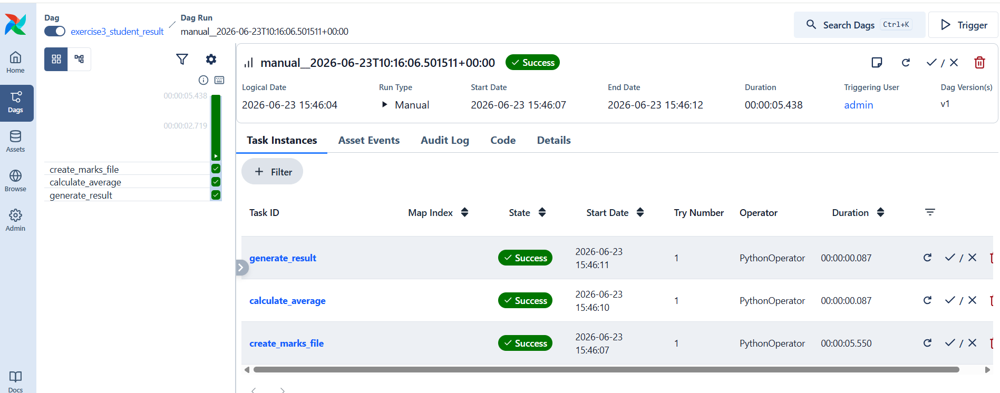 Dag
exercise3_student_result
Dag Run
manual__2026-06-23T10:16:06.501511+00:00
Search Dags Ctrl+K
Trigger
Home
Dags
Assets
Browse
Admin
Docs
00:00:05.438
00:00:02.719
create_marks_file
calculate_average
generate_result
manual__2026-06-23T10:16:06.501511+00:00 Success
/
Logical Date Run Type Start Date End Date Duration Triggering User Dag Version(s)
2026-06-23 15:46:04 Manual 2026-06-23 15:46:07 2026-06-23 15:46:12 00:00:05.438 admin v1
Task Instances Asset Events Audit Log Code Details
+ Filter
Task ID Map Index State Start Date Try Number Operator Duration
generate_result Success 2026-06-23 15:46:11 1 PythonOperator 00:00:00.087 /
calculate_average Success 2026-06-23 15:46:10 1 PythonOperator 00:00:00.087 /
create_marks_file Success 2026-06-23 15:46:07 1 PythonOperator 00:00:05.550 /